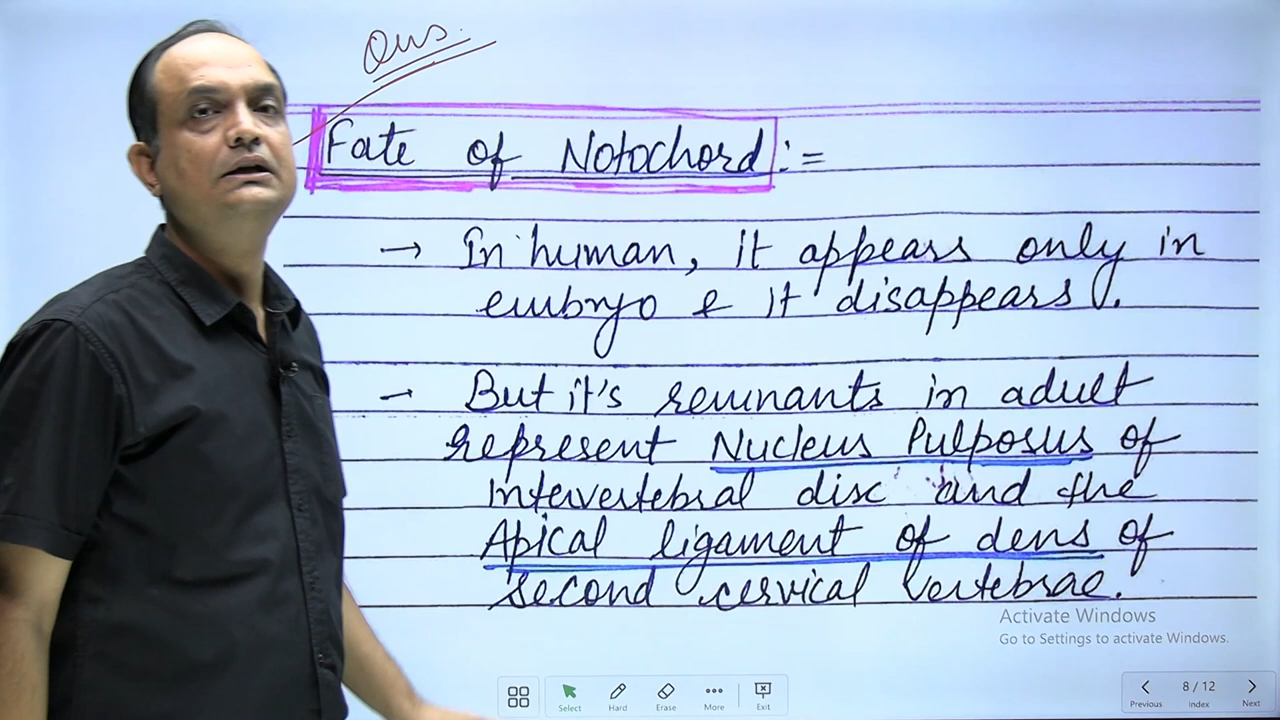 Qus.
Fate of Notochord :=
→ In human, it appears only in
embryo & it disappears.
→ But it's remnants in adult
represent Nucleus Pulposus of
intervertebral disc and the
Apical ligament of dens of
second cervical vertebrae.
Activate Windows
Go to Settings to activate Windows.
Select Hard Erase More Exit
Previous 8 / 12 Index Next